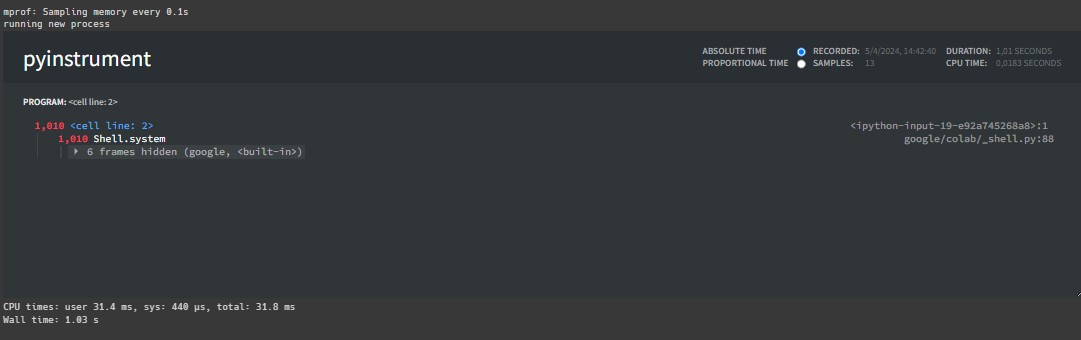 mprof: Sampling memory every 0.1s
running new process
pyinstrument
ABSOLUTE TIME RECORDED: 5/4/2024, 14:42:40 DURATION: 1,01 SECONDS
PROPORTIONAL TIME SAMPLES: 13 CPU TIME: 0,0183 SECONDS
PROGRAM: <cell line: 2>
1,010 <cell line: 2> <ipython-input-19-e92a745268a8>:1
1,010 Shell.system google/colab/_shell.py:88
6 frames hidden (google, <built-in>)
CPU times: user 31.4 ms, sys: 440 µs, total: 31.8 ms
Wall time: 1.03 s